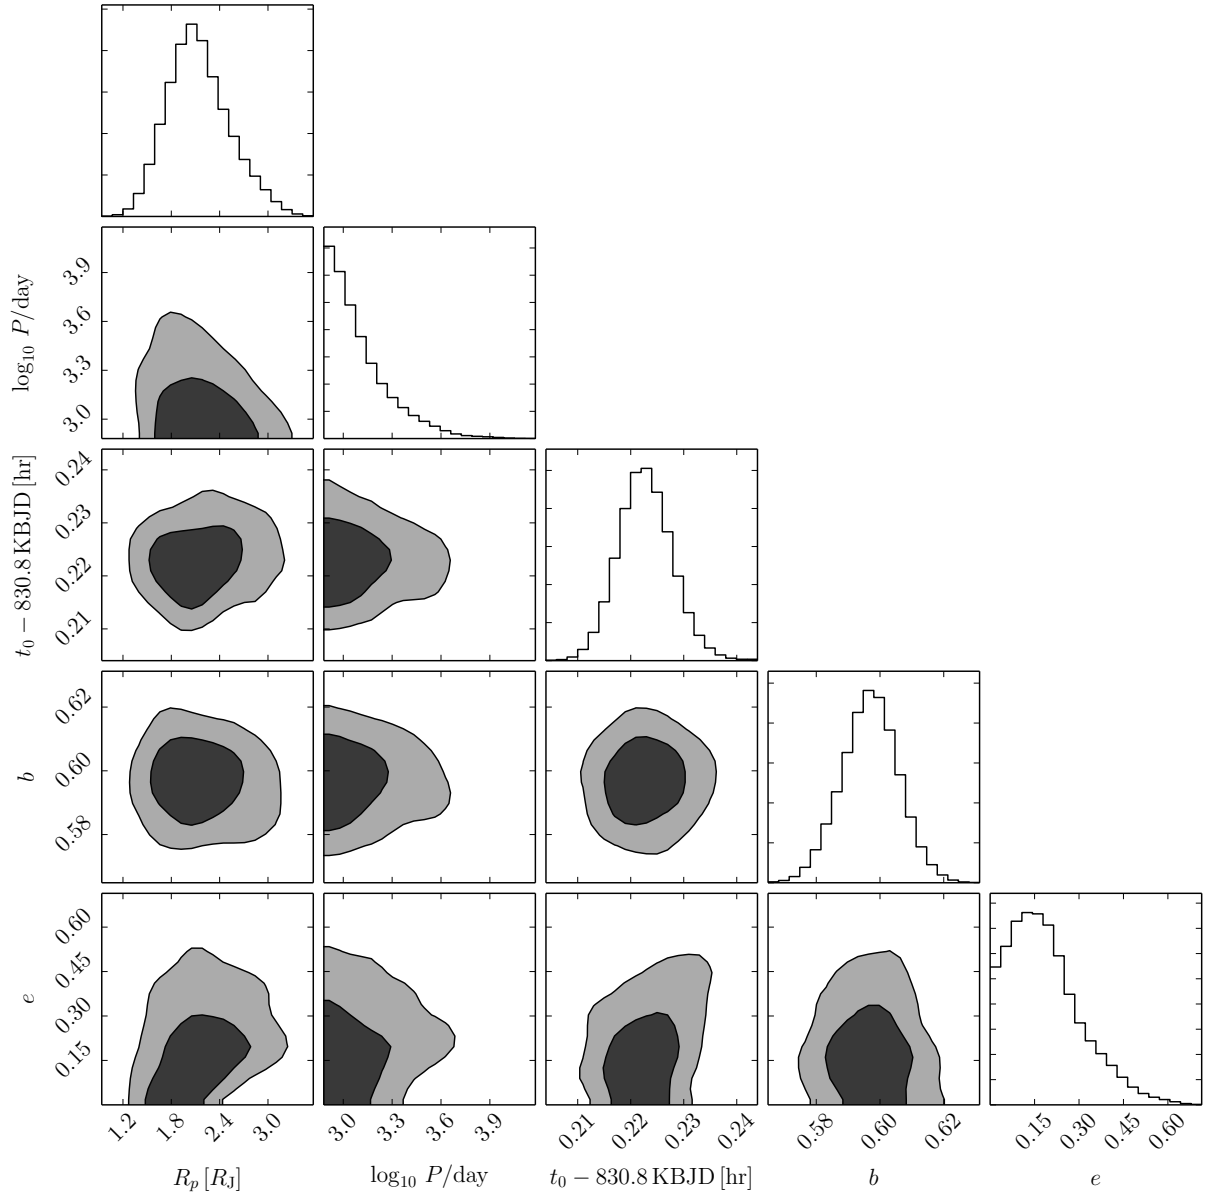 log₁₀ P/day
3.9
3.6
3.3
3.0
t₀ − 830.8 KBJD [hr]
0.24
0.23
0.22
0.21
b
0.62
0.60
0.58
e
0.60
0.45
0.30
0.15
1.2 1.8 2.4 3.0
3.0 3.3 3.6 3.9
0.21 0.22 0.23 0.24
0.58 0.60 0.62
0.15 0.30 0.45 0.60
Rₚ [R_J]
log₁₀ P/day
t₀ − 830.8 KBJD [hr]
b
e